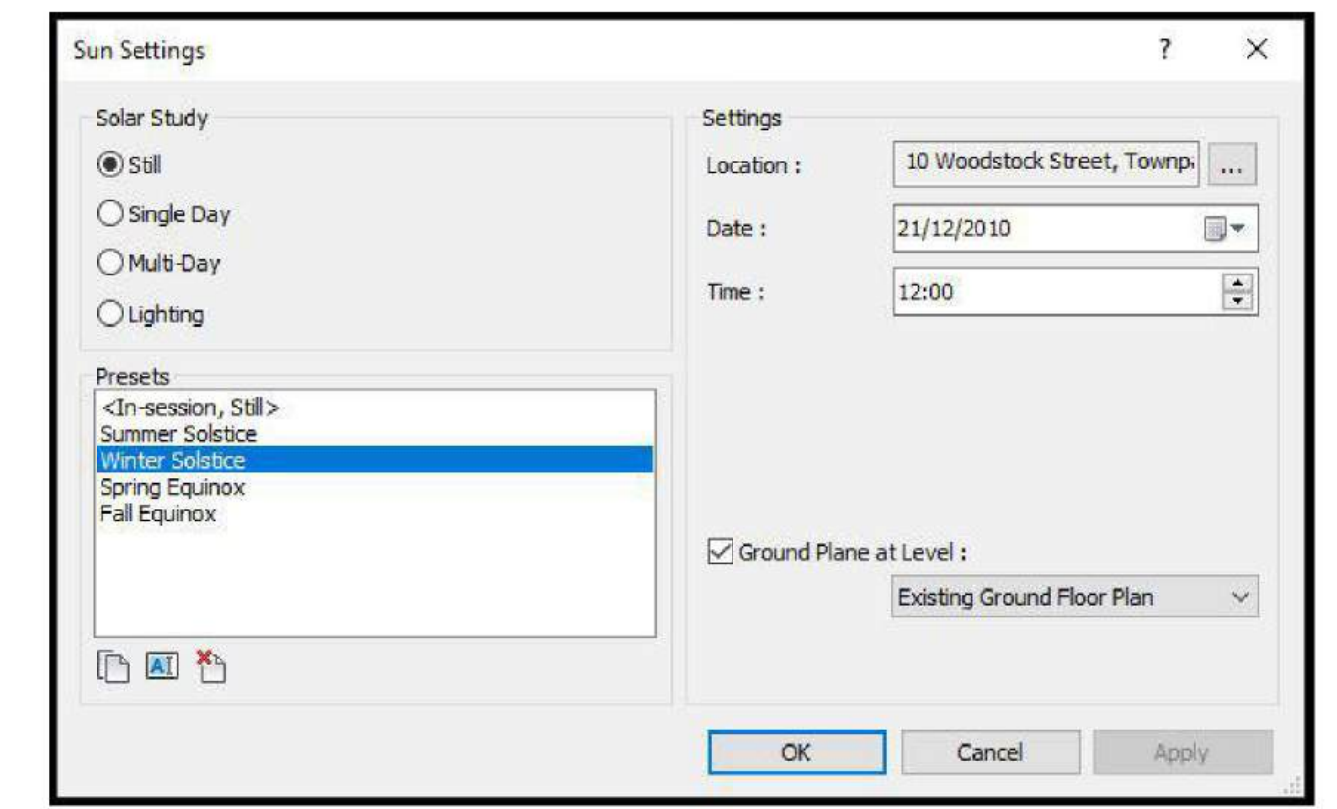 Sun Settings
?
Solar Study
Still
Single Day
Multi-Day
Lighting
Presets
<In-session, Still>
Summer Solstice
Winter Solstice
Spring Equinox
Fall Equinox
AI
Settings
Location :
10 Woodstock Street, Townpa
...
Date :
21/12/2010
Time :
12:00
Ground Plane at Level :
Existing Ground Floor Plan
OK
Cancel
Apply